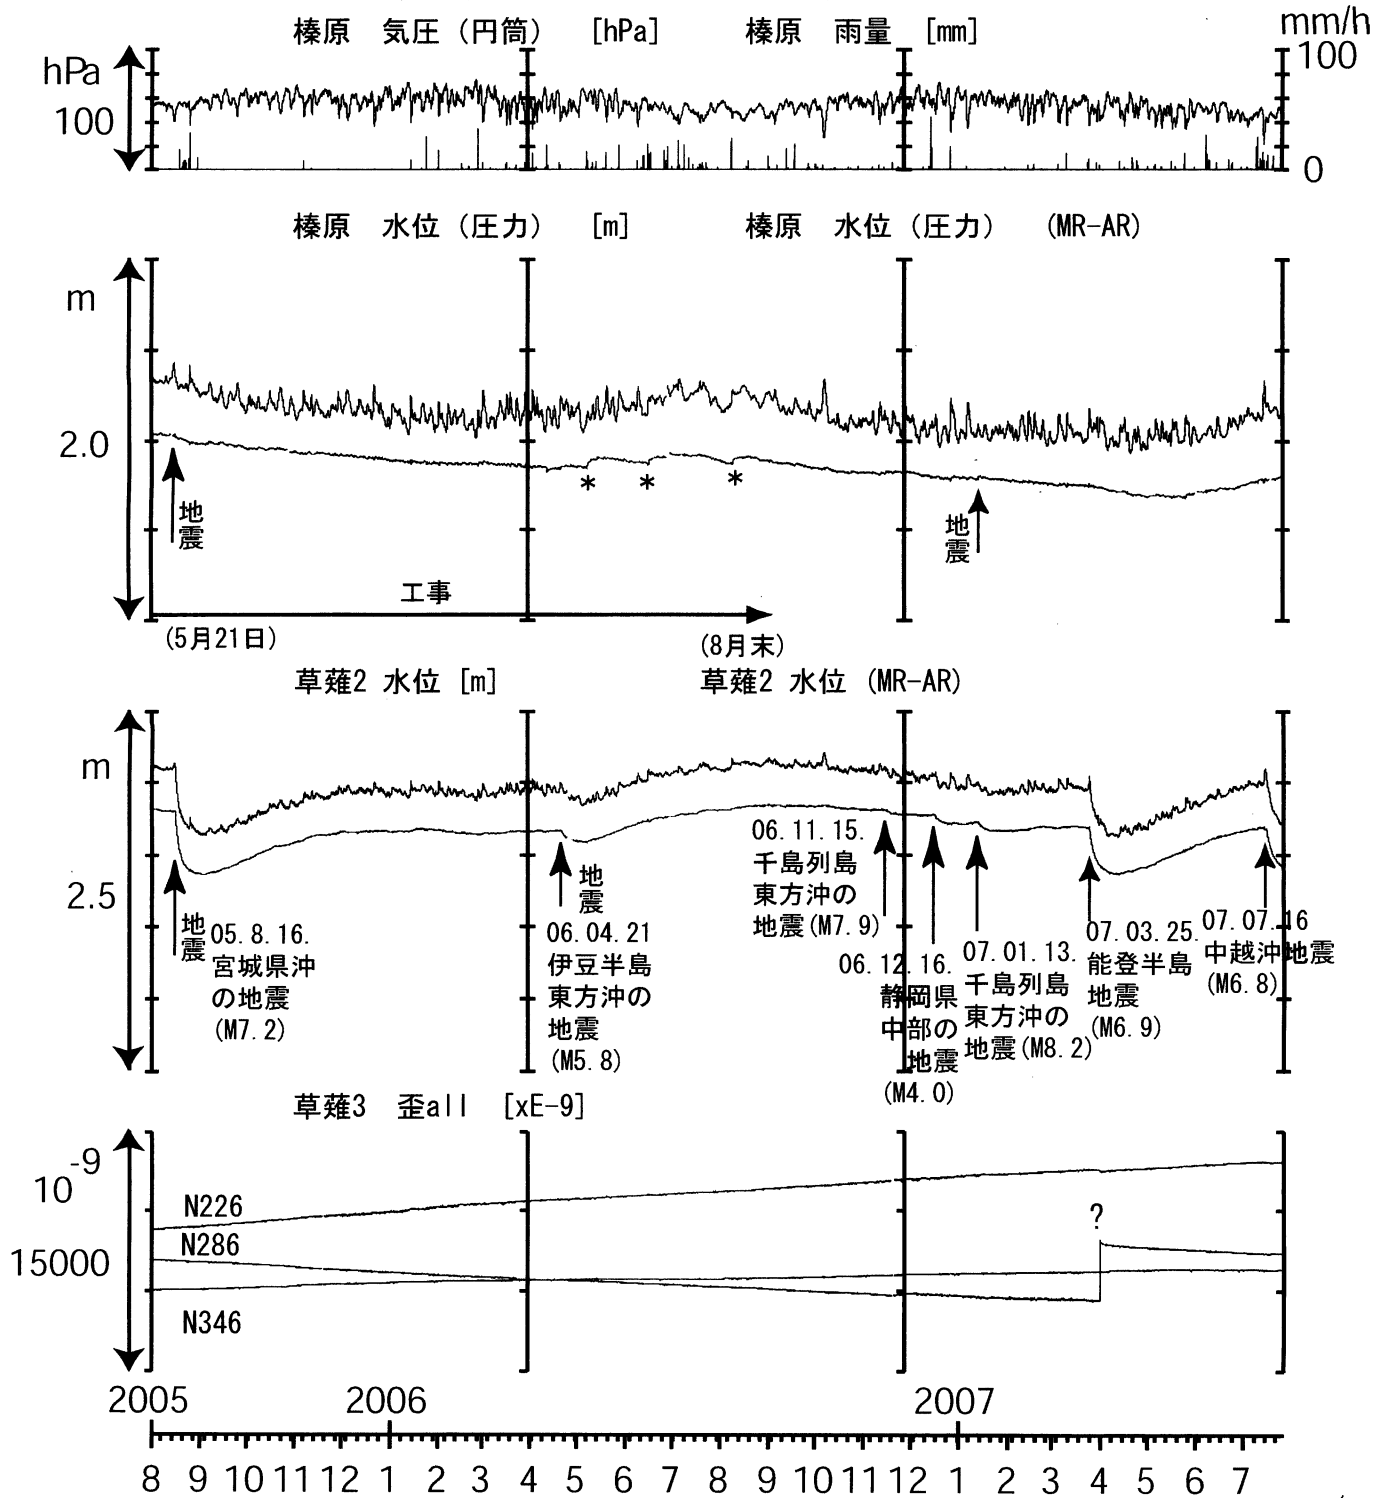 榛原 気圧（円筒） [hPa] 榛原 雨量 [mm]
mm/h
hPa
100
100
0
榛原 水位（圧力） [m] 榛原 水位（圧力） (MR-AR)
m
2.0
* * *
地震
地震
工事
(5月21日)
(8月末)
草薙2 水位 [m] 草薙2 水位 (MR-AR)
m
2.5
地震
05.8.16.
宮城県沖
の地震
(M7.2)
地震
06.04.21
伊豆半島
東方沖の
地震
(M5.8)
06.11.15.
千島列島
東方沖の
地震(M7.9)
06.12.16.
静岡県
中部の
地震
(M4.0)
07.01.13.
千島列島
東方沖の
地震(M8.2)
07.03.25.
能登半島
地震
(M6.9)
07.07.16
中越沖地震
(M6.8)
草薙3 歪all [xE-9]
10-9
15000
N226
N286
N346
?
2005 2006 2007
8 9 10 11 12 1 2 3 4 5 6 7 8 9 10 11 12 1 2 3 4 5 6 7